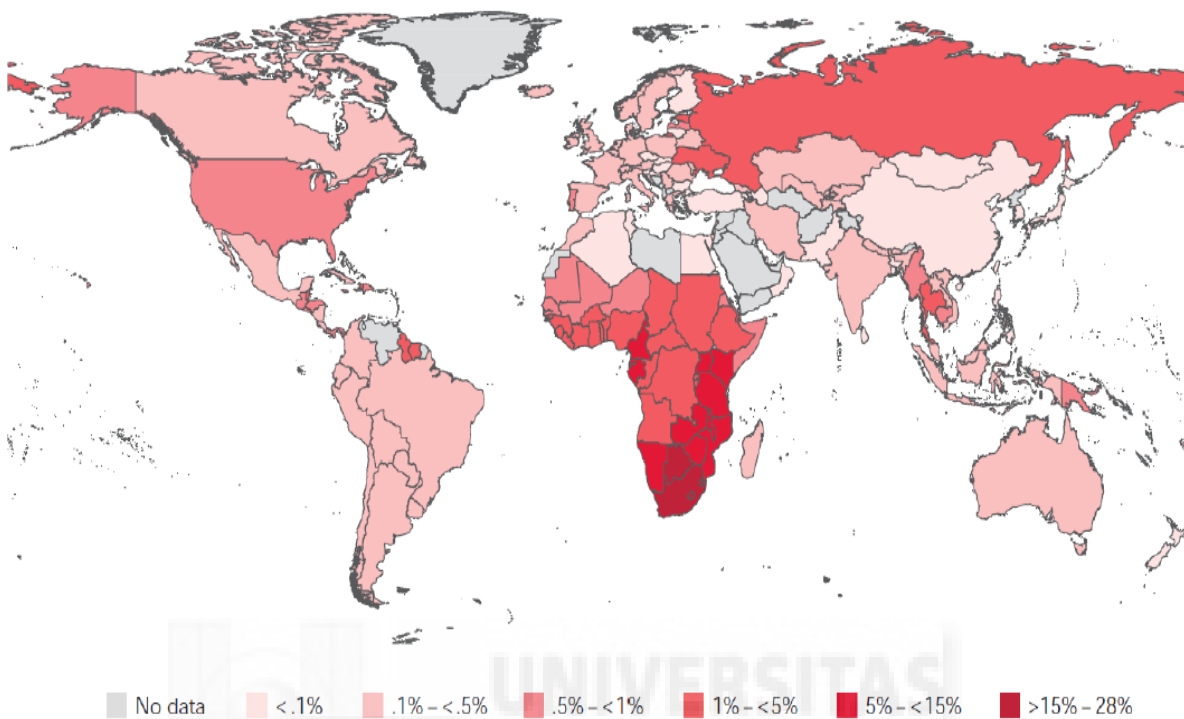 UNIVERSITAS
No data <.1% .1% – <.5% .5% – <1% 1% – <5% 5% – <15% >15% – 28%